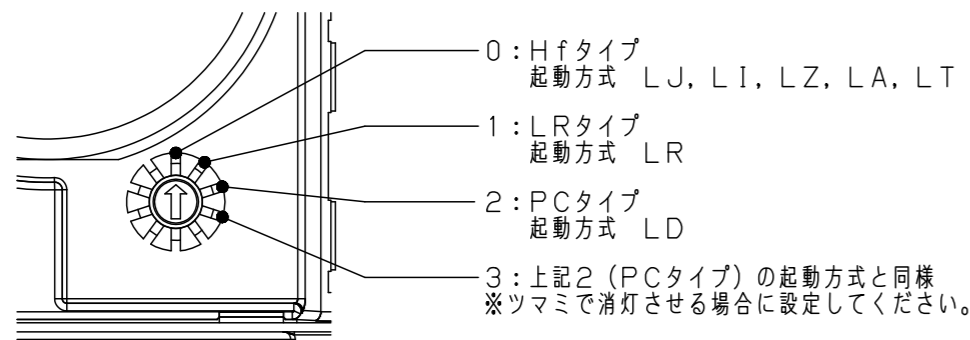 0：Hfタイプ
起動方式　LJ，LI，LZ，LA，LT
1：LRタイプ
起動方式　LR
2：PCタイプ
起動方式　LD
3：上記2（PCタイプ）の起動方式と同様
※ツマミで消灯させる場合に設定してください。